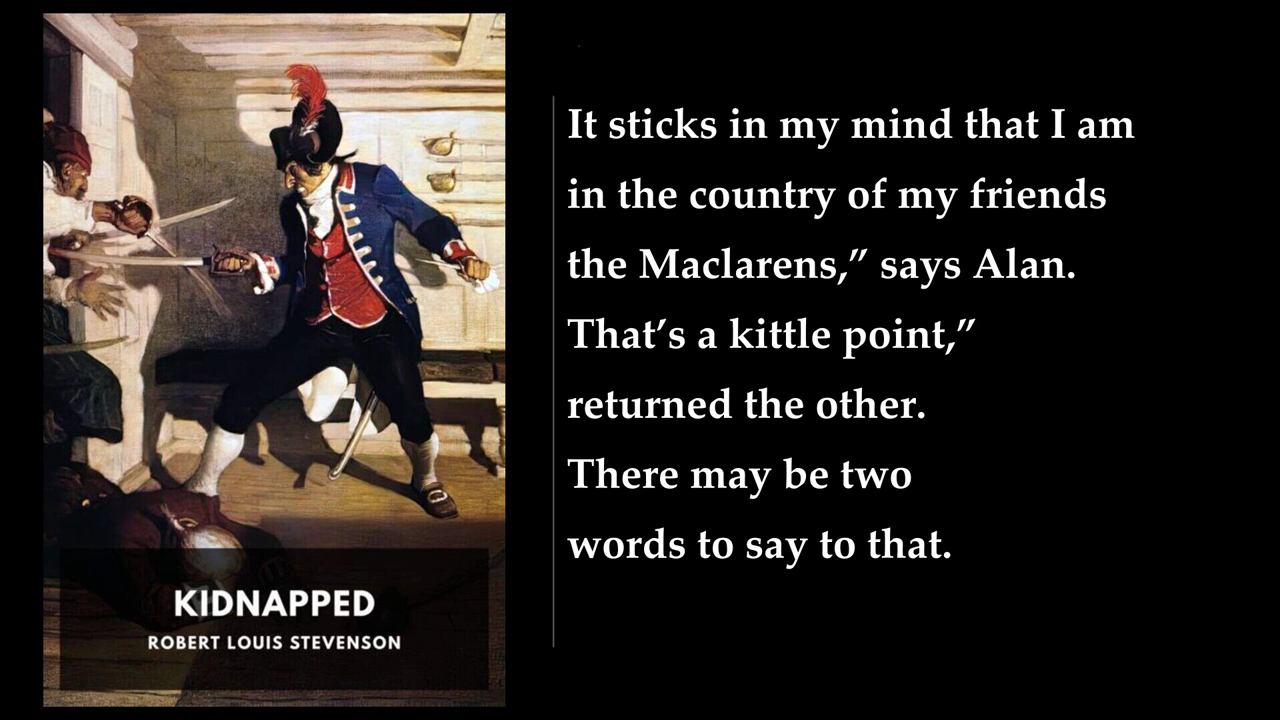 KIDNAPPED
ROBERT LOUIS STEVENSON
It sticks in my mind that I am
in the country of my friends
the Maclarens,” says Alan.
That’s a kittle point,”
returned the other.
There may be two
words to say to that.